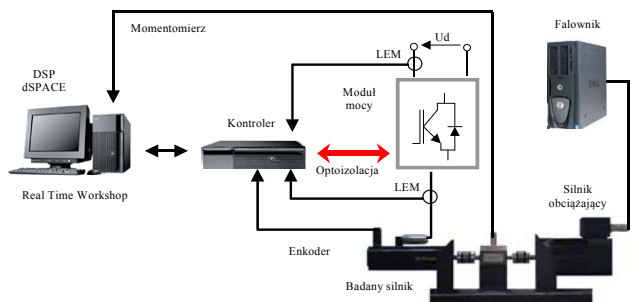 Momentomierz
Falownik
Ud
LEM
DSP
dSPACE
Moduł
mocy
Kontroler
Optoizolacja
Real Time Workshop
LEM
Silnik
obciążający
Enkoder
Badany silnik